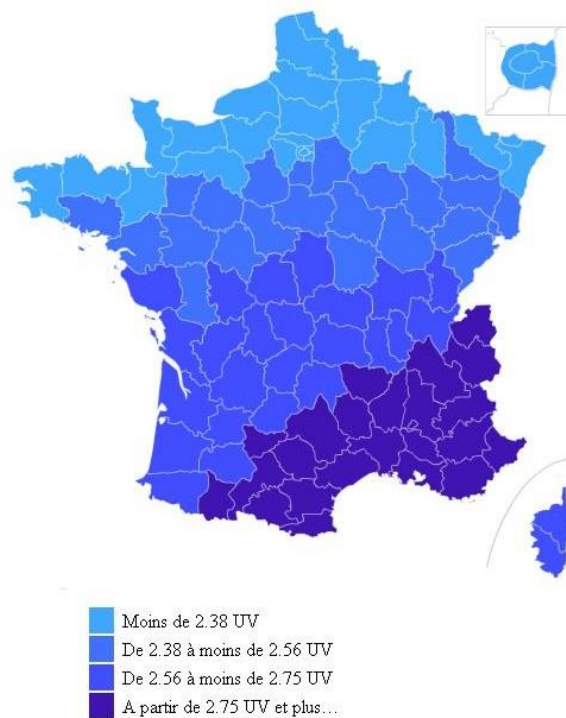 Moins de 2.38 UV
De 2.38 à moins de 2.56 UV
De 2.56 à moins de 2.75 UV
A partir de 2.75 UV et plus...